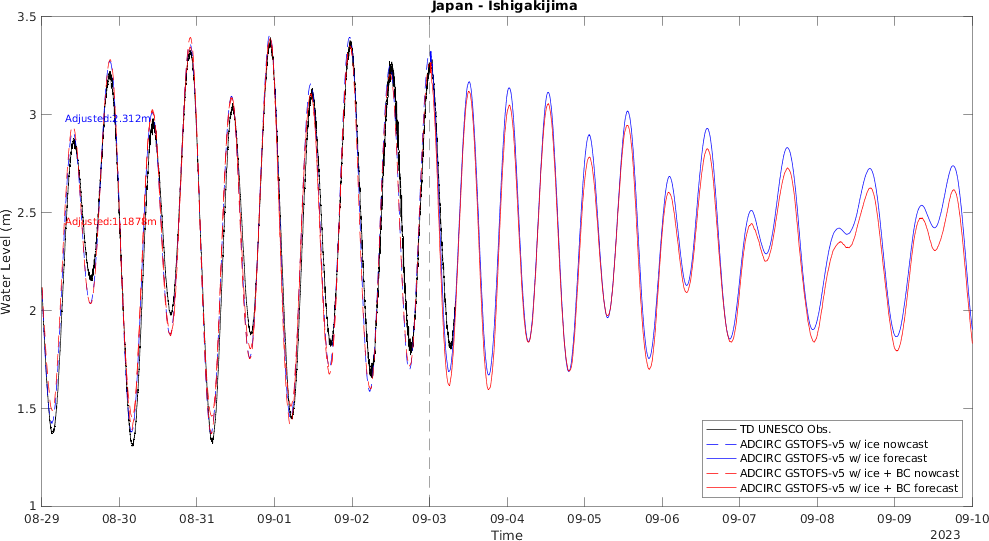 Japan - Ishigakijima
3.5
3
2.5
2
1.5
1
Water Level (m)
Adjusted:2.312m
Adjusted:1.1878m
TD UNESCO Obs.
ADCIRC GSTOFS-v5 w/ ice nowcast
ADCIRC GSTOFS-v5 w/ ice forecast
ADCIRC GSTOFS-v5 w/ ice + BC nowcast
ADCIRC GSTOFS-v5 w/ ice + BC forecast
08-29 08-30 08-31 09-01 09-02 09-03 09-04 09-05 09-06 09-07 09-08 09-09 09-10
Time
2023